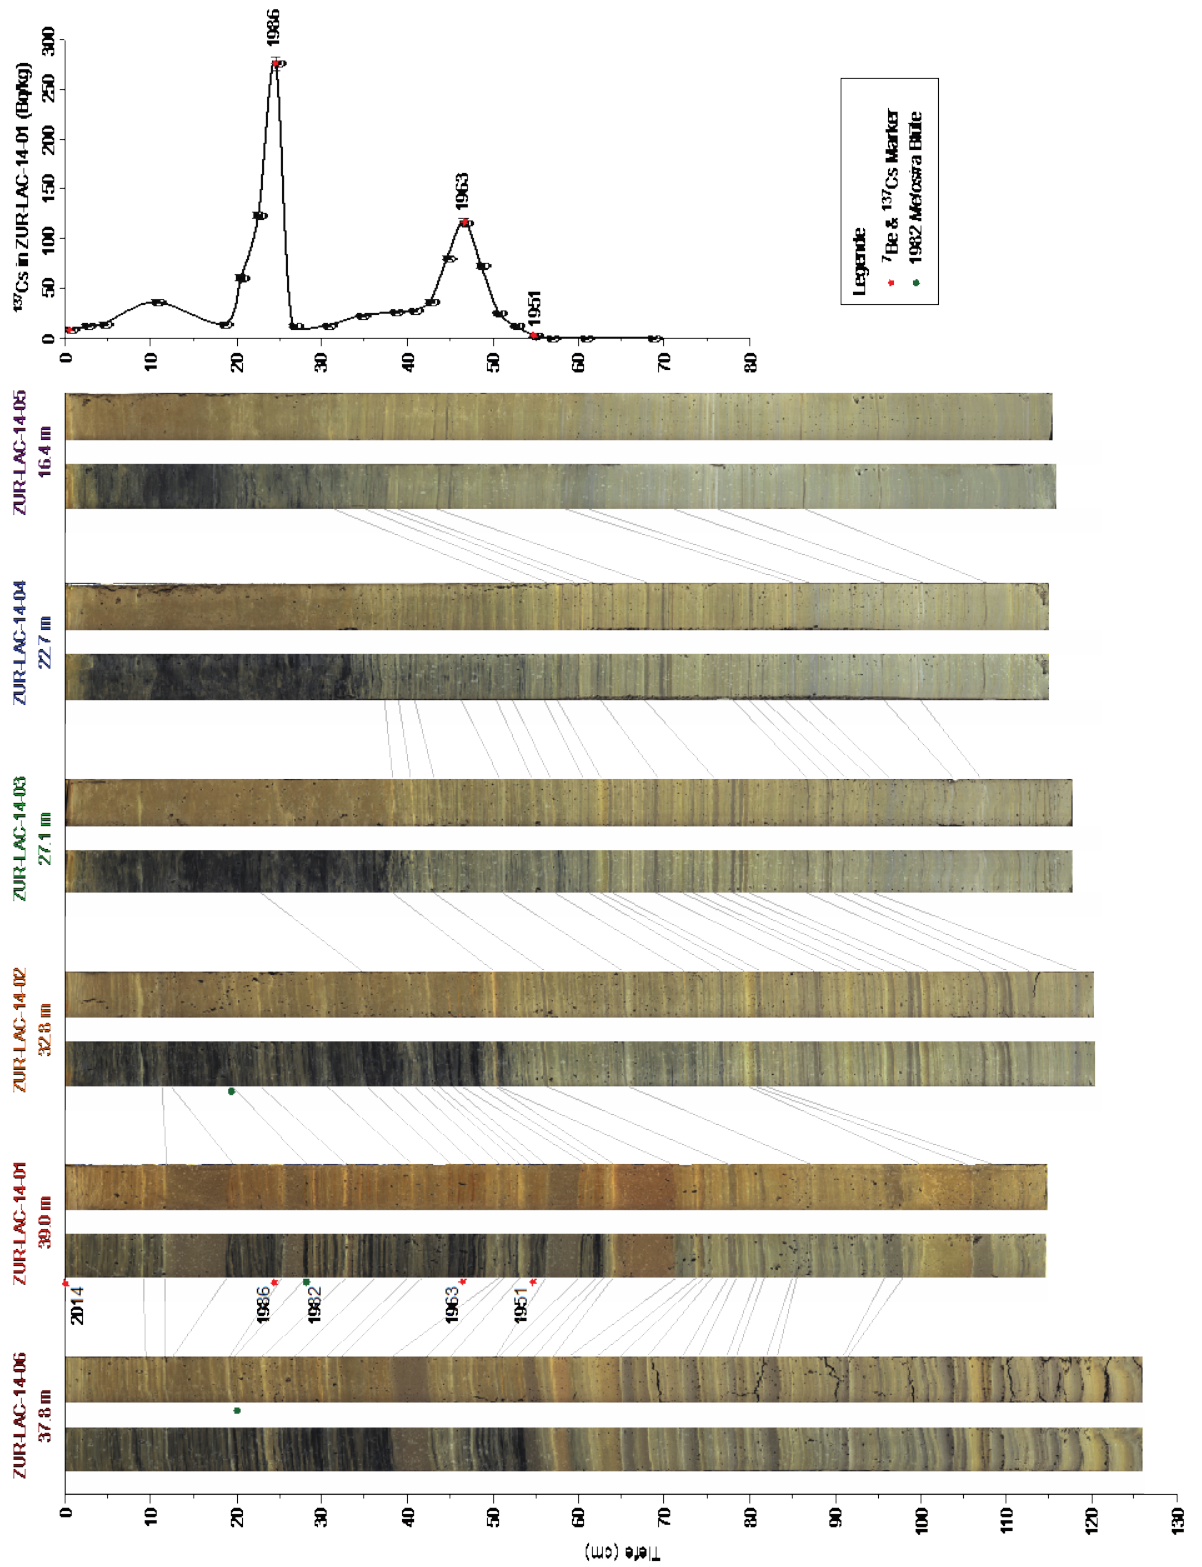 ZUR-LAC-14-06
37.8 m
ZUR-LAC-14-01
39.0 m
ZUR-LAC-14-02
32.8 m
ZUR-LAC-14-03
27.1 m
ZUR-LAC-14-04
22.7 m
ZUR-LAC-14-05
16.4 m
137Cs in ZUR-LAC-14-01 (Bq/kg)
0 50 100 150 200 250 300
0
10
20
30
40
50
60
70
80
1986
1963
1951
2014
1986
1982
1963
1951
Tiefe (cm)
0
10
20
30
40
50
60
70
80
90
100
110
120
130
Legende
7Be & 137Cs Marker
1982 Melosira Blüte